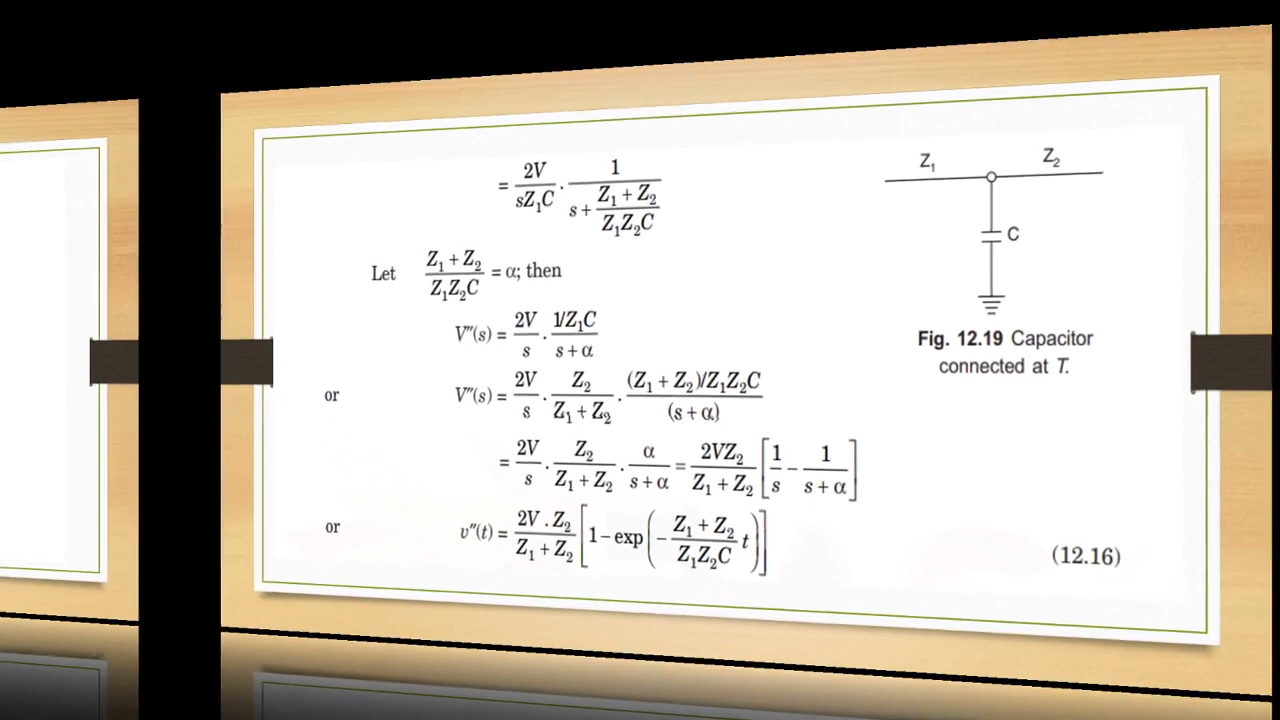 = 2V/sZ₁C · 1/(s + (Z₁ + Z₂)/Z₁Z₂C)
Let (Z₁ + Z₂)/Z₁Z₂C = α; then
V″(s) = 2V/s · (1/Z₁C)/(s + α)
or V″(s) = 2V/s · Z₂/(Z₁ + Z₂) · ((Z₁ + Z₂)/Z₁Z₂C)/(s + α)
= 2V/s · Z₂/(Z₁ + Z₂) · α/(s + α) = 2VZ₂/(Z₁ + Z₂) [1/s − 1/(s + α)]
or v″(t) = 2V . Z₂/(Z₁ + Z₂) [1 − exp(− (Z₁ + Z₂)/Z₁Z₂C t)] (12.16)
Z₁ Z₂
C
Fig. 12.19 Capacitor
connected at T.